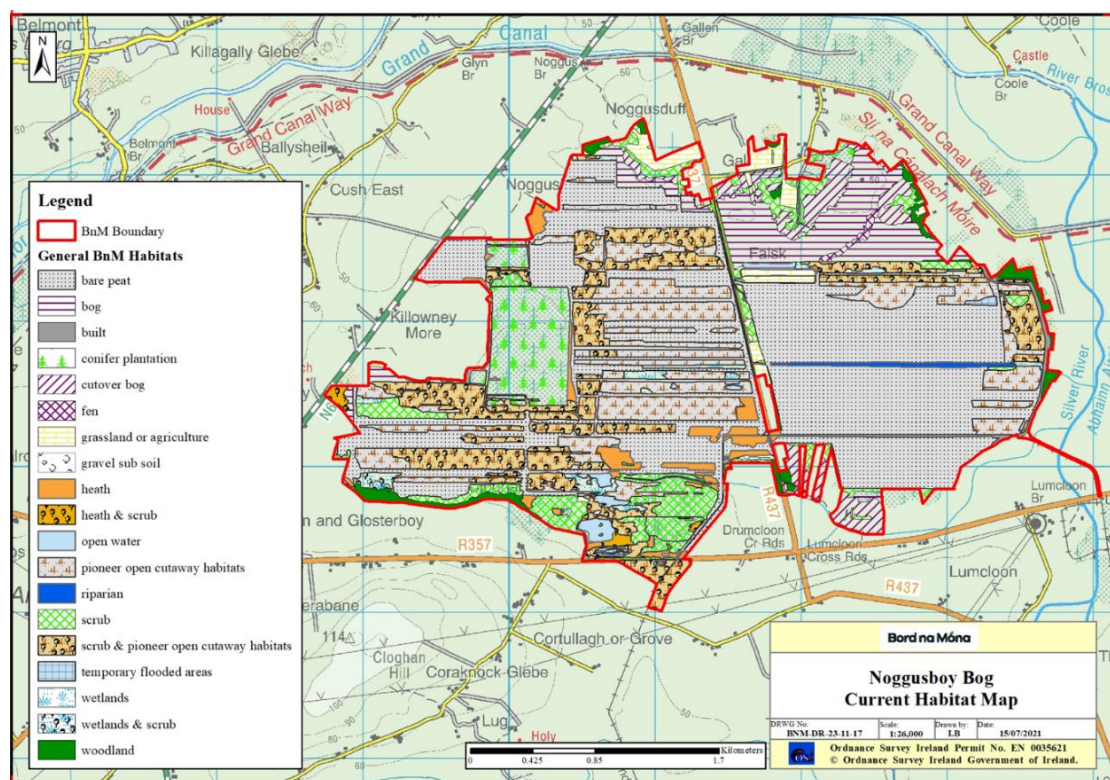 Belmont
Killagally Glebe
Glyn
Br
Noggus
Br
Gallen
Br
Coole
Castle
Coole
Br
River Bros
Grand
Canal
House
Grand Canal Way
Noggusduff
Belmont
Br
Ballysheil
Grand Canal Way
Slí na Canálach Móire
Cush East
Noggus
Gal
Falsk
Killowney
More
Silver River
N
Legend
BnM Boundary
General BnM Habitats
bare peat
bog
built
conifer plantation
cutover bog
fen
grassland or agriculture
gravel sub soil
heath
heath & scrub
open water
pioneer open cutaway habitats
riparian
scrub
scrub & pioneer open cutaway habitats
temporary flooded areas
wetlands
wetlands & scrub
woodland
n and Glosterboy
R357
R437
Drumcloon
Cr Rds
Lumcloon
Cross Rds
Lumcloon
Br
Lumcloon
R437
erabane
114
Cloghan
Hill
Cortullagh or Grove
Coraknock Glebe
Lug
Holy
Kilometers
0 0.425 0.85 1.7
Bord na Móna
Noggusboy Bog
Current Habitat Map
DRWG No: Scale: Drawn by: Date:
BNM-DR-23-11-17 1:26,000 LB 15/07/2021
Ordnance Survey Ireland Permit No. EN 0035621
© Ordnance Survey Ireland Government of Ireland.